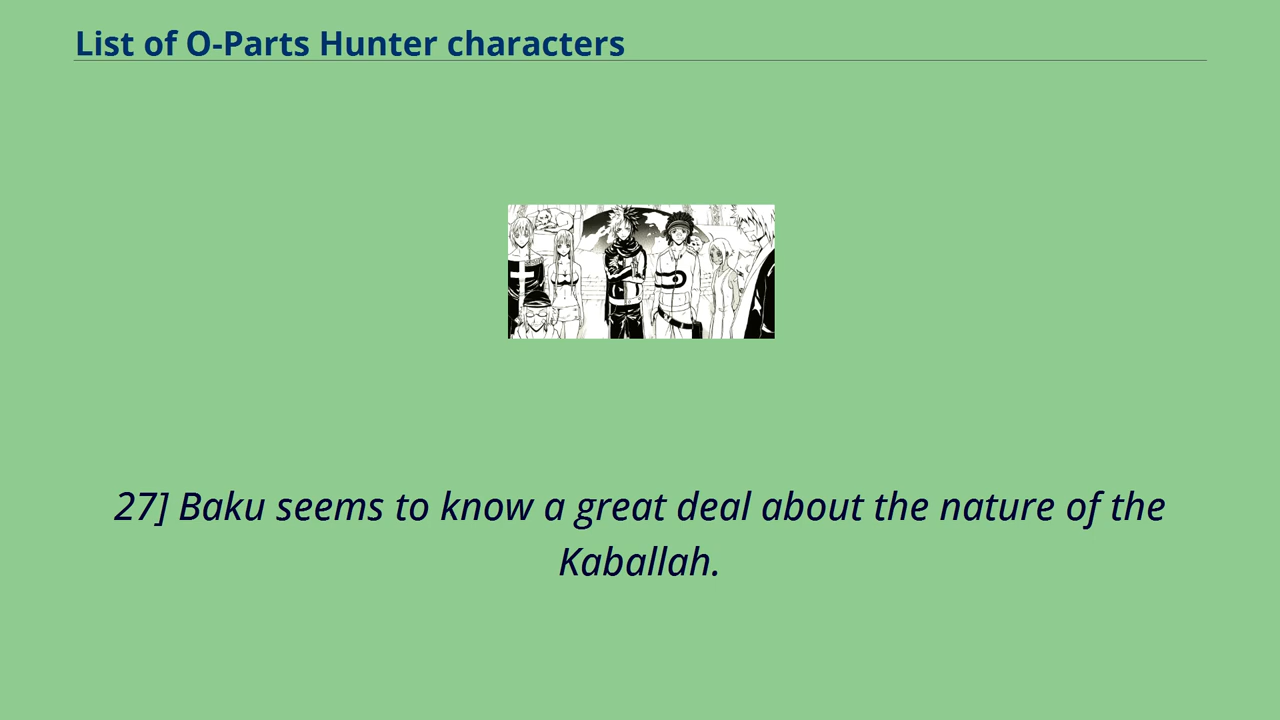 List of O-Parts Hunter characters
27] Baku seems to know a great deal about the nature of the
Kaballah.